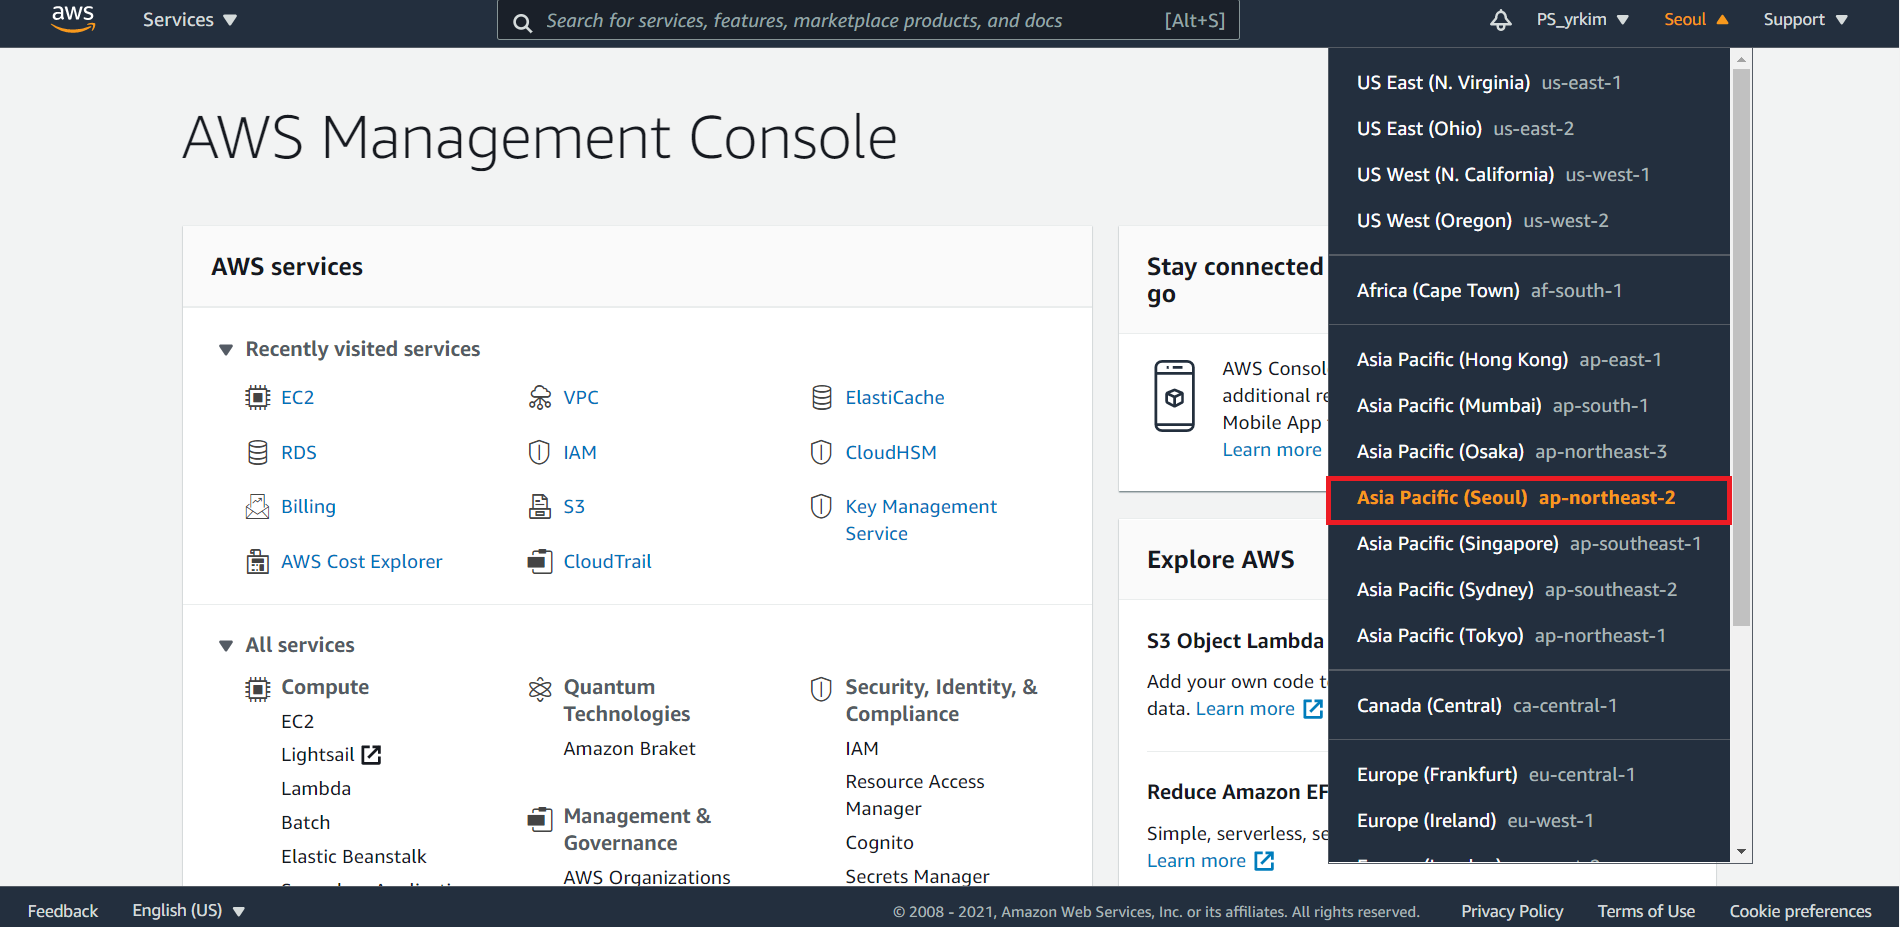 aws
Services
Search for services, features, marketplace products, and docs [Alt+S]
PS_yrkim
Seoul
Support
AWS Management Console
AWS services
Recently visited services
EC2
VPC
ElastiCache
RDS
IAM
CloudHSM
Billing
S3
Key Management
Service
AWS Cost Explorer
CloudTrail
All services
Compute
EC2
Lightsail
Lambda
Batch
Elastic Beanstalk
Quantum
Technologies
Amazon Braket
Management &
Governance
AWS Organizations
Security, Identity, &
Compliance
IAM
Resource Access
Manager
Cognito
Secrets Manager
Stay connected
go
AWS Consol
additional re
Mobile App
Learn more
Explore AWS
S3 Object Lambda
Add your own code t
data. Learn more
Reduce Amazon EF
Simple, serverless, se
Learn more
US East (N. Virginia) us-east-1
US East (Ohio) us-east-2
US West (N. California) us-west-1
US West (Oregon) us-west-2
Africa (Cape Town) af-south-1
Asia Pacific (Hong Kong) ap-east-1
Asia Pacific (Mumbai) ap-south-1
Asia Pacific (Osaka) ap-northeast-3
Asia Pacific (Seoul) ap-northeast-2
Asia Pacific (Singapore) ap-southeast-1
Asia Pacific (Sydney) ap-southeast-2
Asia Pacific (Tokyo) ap-northeast-1
Canada (Central) ca-central-1
Europe (Frankfurt) eu-central-1
Europe (Ireland) eu-west-1
Feedback
English (US)
© 2008 - 2021, Amazon Web Services, Inc. or its affiliates. All rights reserved.
Privacy Policy
Terms of Use
Cookie preferences